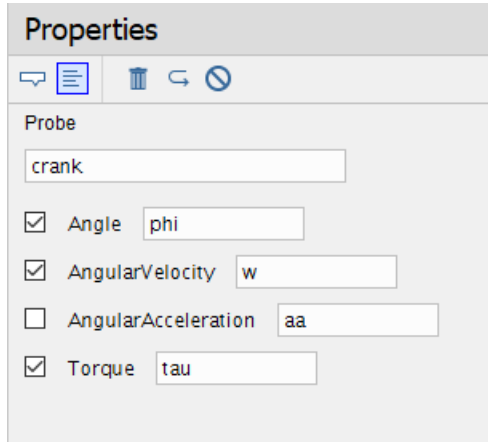 Properties
Probe
crank
Angle phi
AngularVelocity w
AngularAcceleration aa
Torque tau